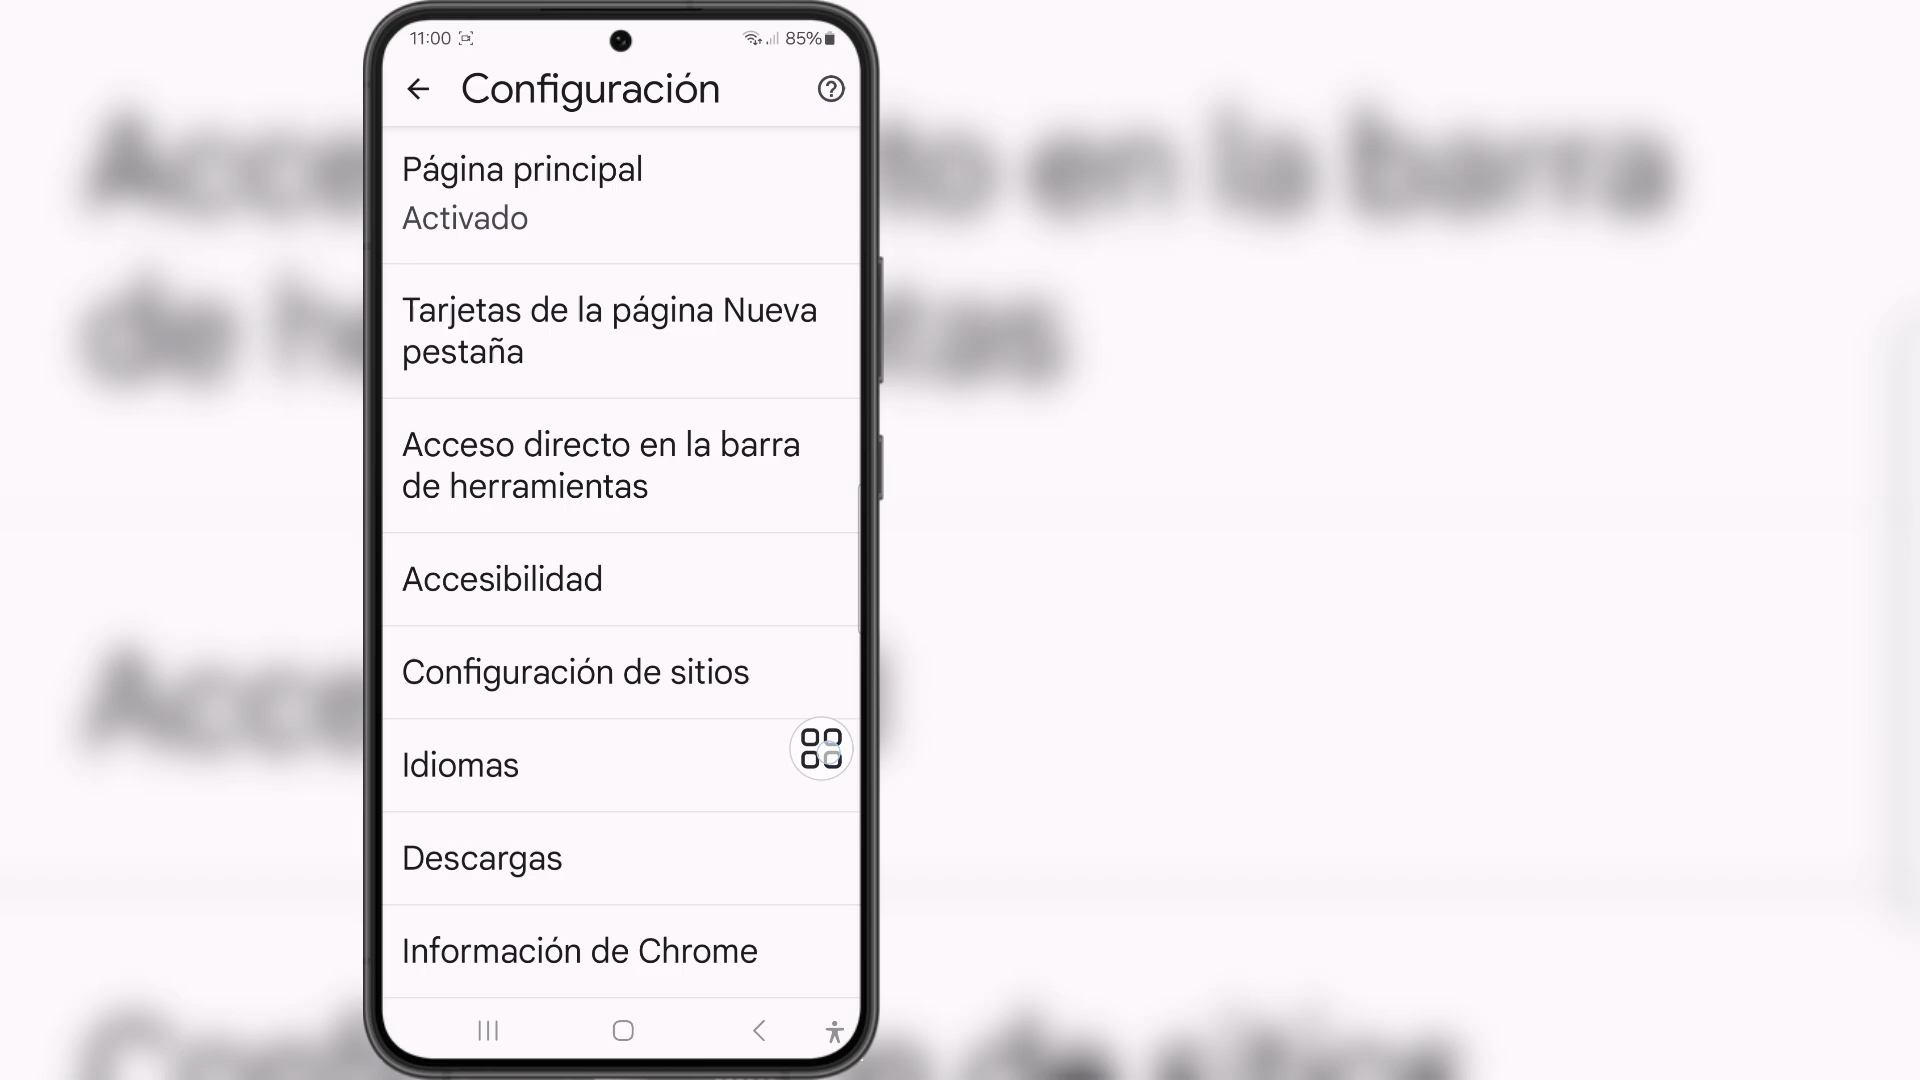 11:00
85%
Configuración
Página principal
Activado
Tarjetas de la página Nueva
pestaña
Acceso directo en la barra
de herramientas
Accesibilidad
Configuración de sitios
Idiomas
Descargas
Información de Chrome